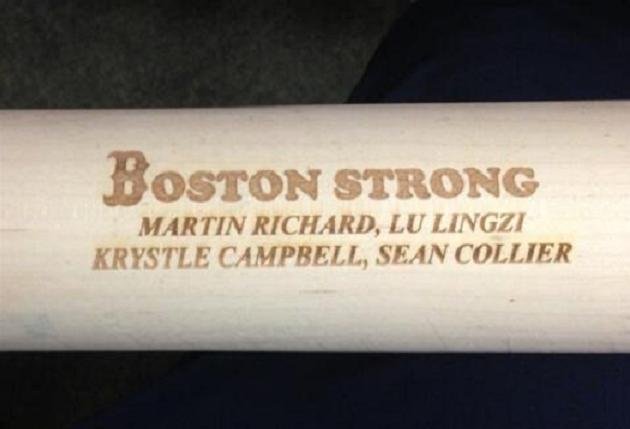 BOSTON STRONG
MARTIN RICHARD, LU LINGZI
KRYSTLE CAMPBELL, SEAN COLLIER